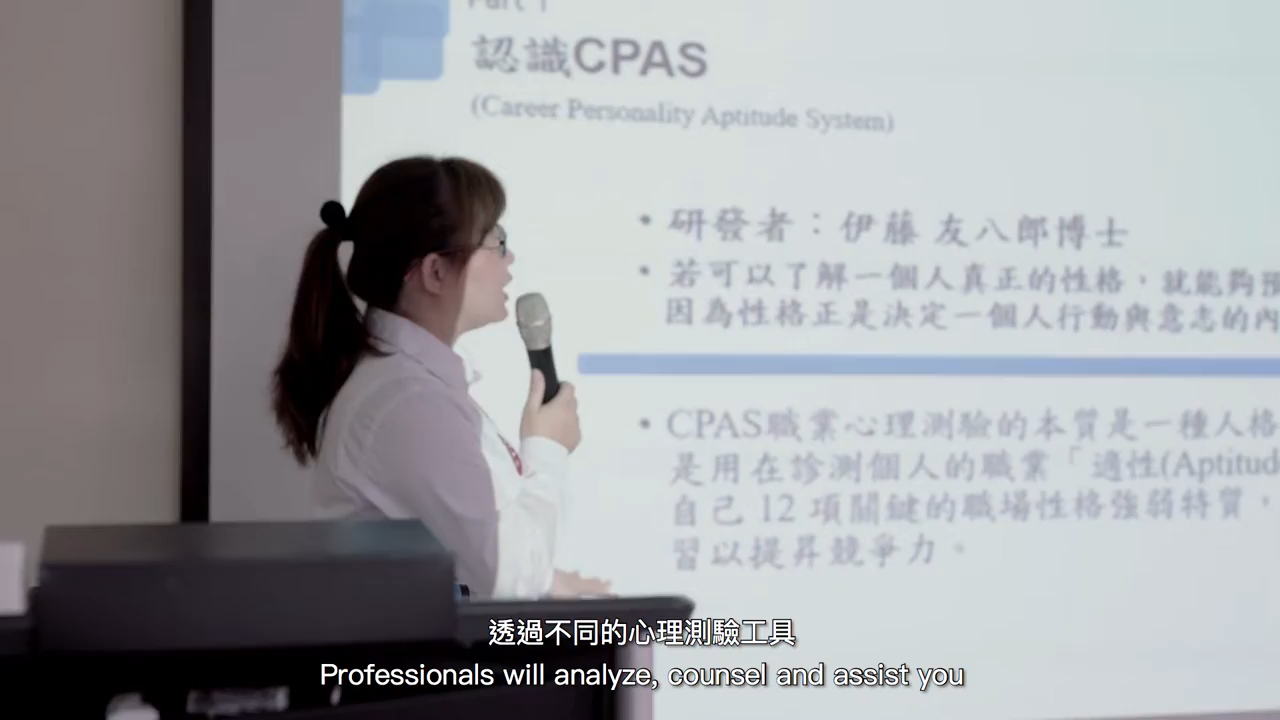 Part 1
認識CPAS
(Career Personality Aptitude System)
• 研發者：伊藤 友八郎博士
• 若可以了解一個人真正的性格，就能夠預
因為性格正是決定一個人行動與意志的內
• CPAS職業心理測驗的本質是一種人格
是用在診測個人的職業「適性(Aptitud
自己 12 項關鍵的職場性格強弱特質，
習以提昇競爭力。
透過不同的心理測驗工具
Professionals will analyze, counsel and assist you